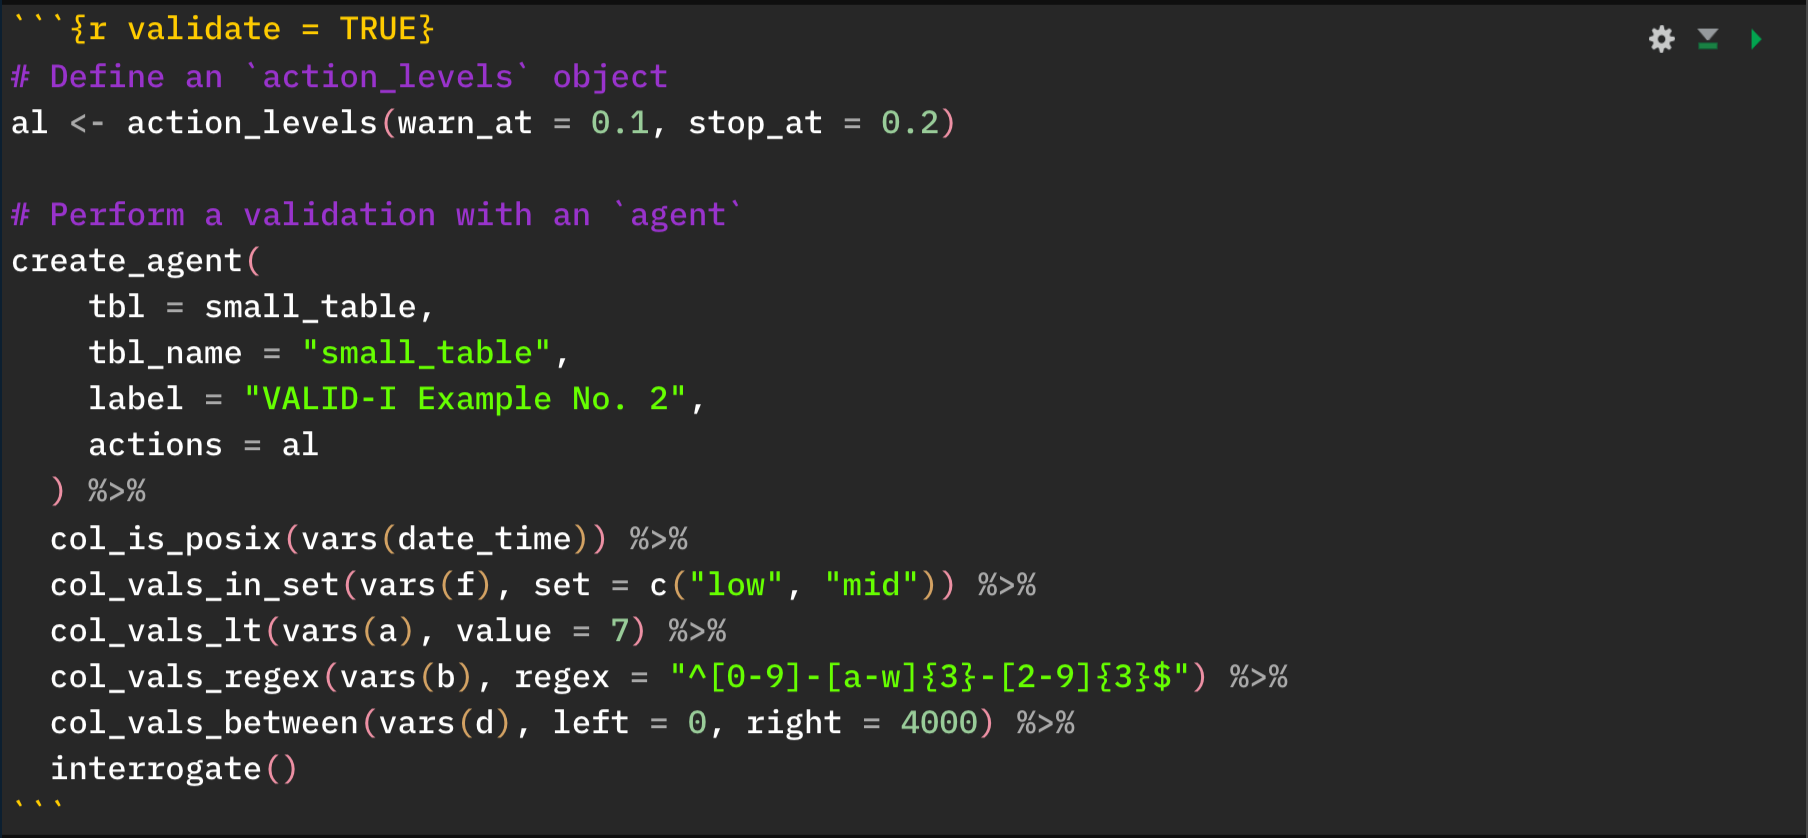 ```{r validate = TRUE}
# Define an `action_levels` object
al <- action_levels(warn_at = 0.1, stop_at = 0.2)

# Perform a validation with an `agent`
create_agent(
    tbl = small_table,
    tbl_name = "small_table",
    label = "VALID-I Example No. 2",
    actions = al
  ) %>%
  col_is_posix(vars(date_time)) %>%
  col_vals_in_set(vars(f), set = c("low", "mid")) %>%
  col_vals_lt(vars(a), value = 7) %>%
  col_vals_regex(vars(b), regex = "^[0-9]-[a-w]{3}-[2-9]{3}$") %>%
  col_vals_between(vars(d), left = 0, right = 4000) %>%
  interrogate()
```